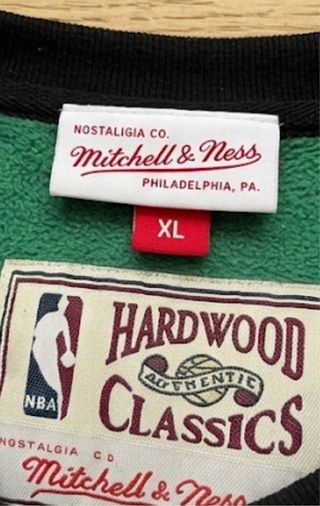 NOSTALIGIA CO.
Mitchell & Ness
PHILADELPHIA, PA.
XL
HARDWOOD
AUTHENTIC
CLASSICS
NBA
NOSTALGIA CO
Mitchell & Ness